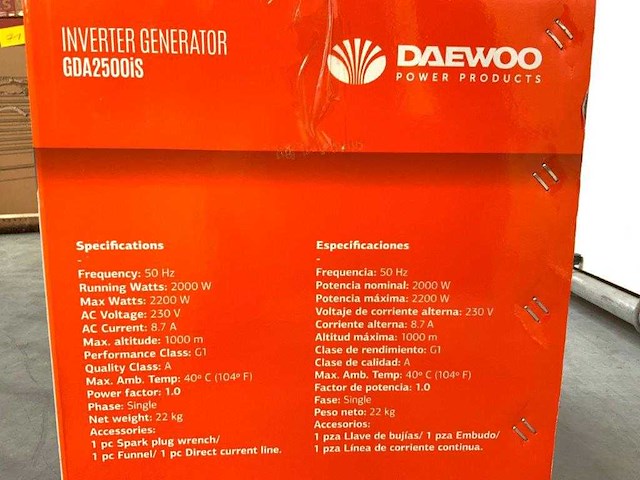 INVERTER GENERATOR
GDA2500iS
DAEWOO
POWER PRODUCTS
Specifications
-
Frequency: 50 Hz
Running Watts: 2000 W
Max Watts: 2200 W
AC Voltage: 230 V
AC Current: 8.7 A
Max. altitude: 1000 m
Performance Class: G1
Quality Class: A
Max. Amb. Temp: 40º C (104º F)
Power factor: 1.0
Phase: Single
Net weight: 22 kg
Accessories:
1 pc Spark plug wrench/
1 pc Funnel/ 1 pc Direct current line.
Especificaciones
-
Frecuencia: 50 Hz
Potencia nominal: 2000 W
Potencia máxima: 2200 W
Voltaje de corriente alterna: 230 V
Corriente alterna: 8.7 A
Altitud máxima: 1000 m
Clase de rendimiento: G1
Clase de calidad: A
Max. Amb. Temp: 40º C (104º F)
Factor de potencia: 1.0
Fase: Single
Peso neto: 22 kg
Accesorios:
1 pza Llave de bujías/ 1 pza Embudo/
1 pza Línea de corriente continua.